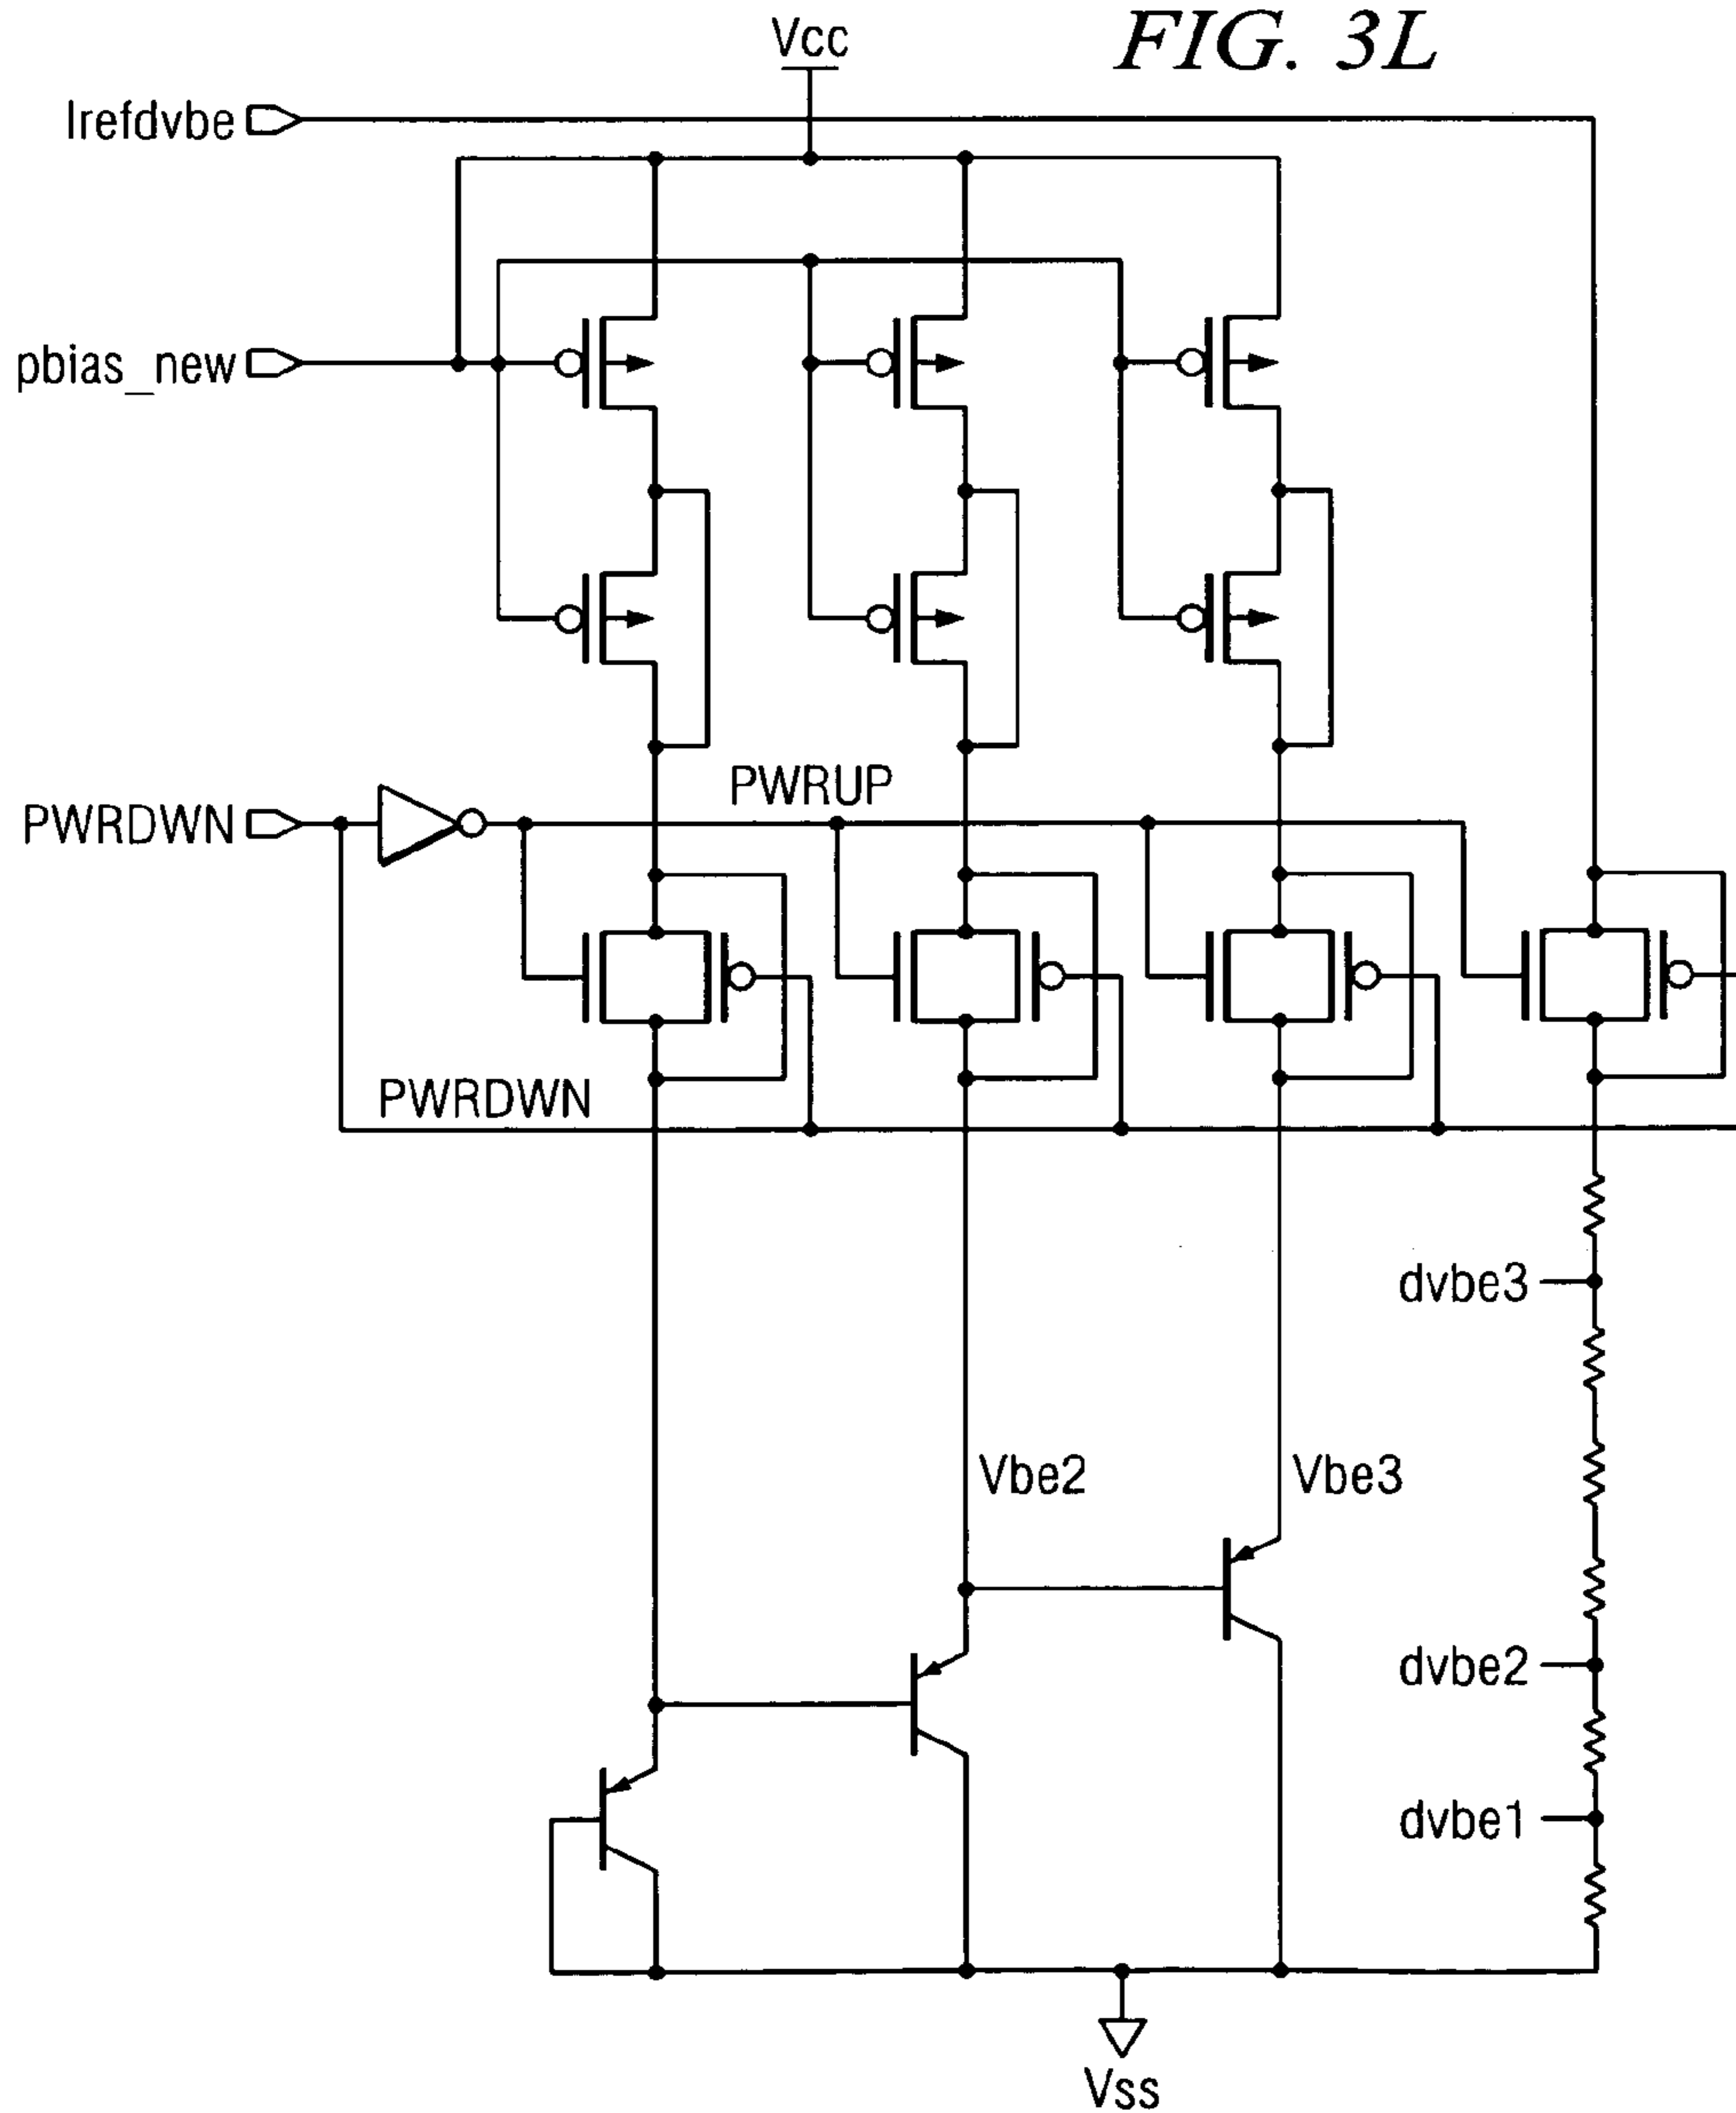 FIG. 3L
Vcc
Irefdvbe
pbias_new
PWRUP
PWRDWN
PWRDWN
dvbe3
Vbe2
Vbe3
dvbe2
dvbe1
Vss